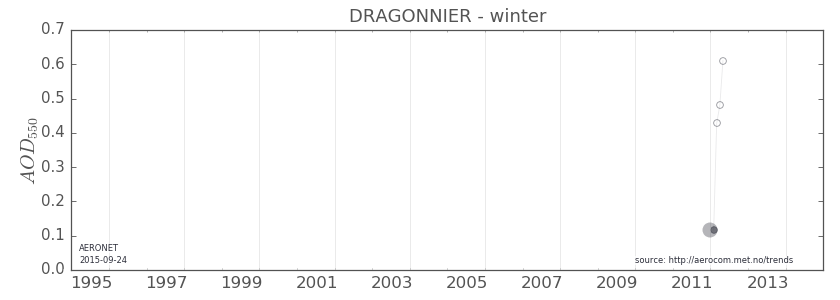 DRAGONNIER - winter
0.7
0.6
0.5
0.4
0.3
0.2
0.1
0.0
AOD550
AERONET
2015-09-24
source: http://aerocom.met.no/trends
1995 1997 1999 2001 2003 2005 2007 2009 2011 2013